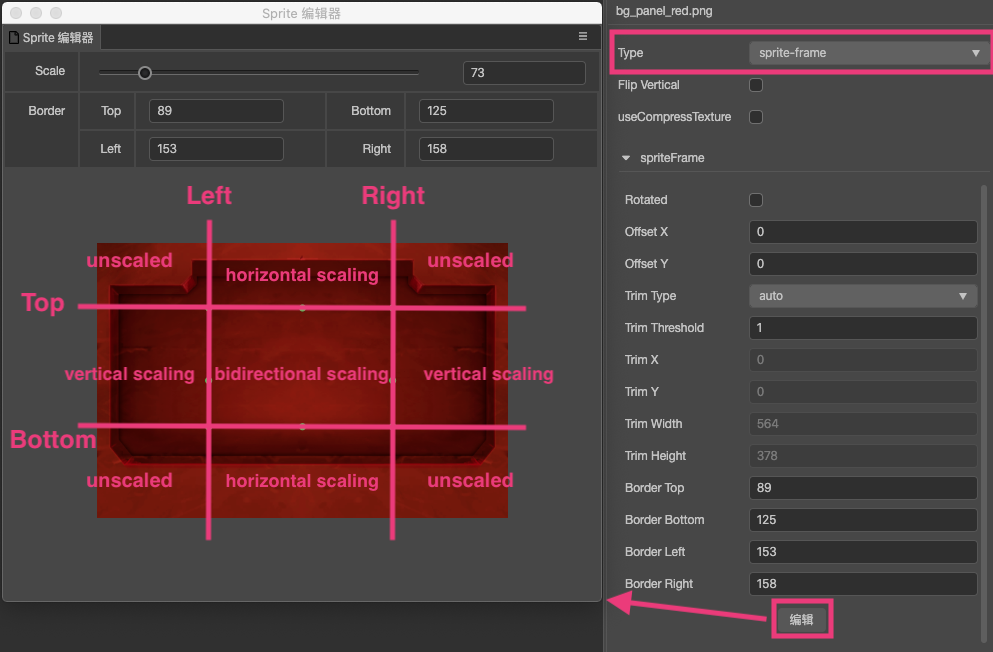 Sprite 编辑器
Sprite 编辑器
Scale
73
Border
Top
89
Bottom
125
Left
153
Right
158
Left
Right
unscaled
horizontal scaling
unscaled
Top
vertical scaling
bidirectional scaling
vertical scaling
Bottom
unscaled
horizontal scaling
unscaled
bg_panel_red.png
Type
sprite-frame
Flip Vertical
useCompressTexture
spriteFrame
Rotated
Offset X
0
Offset Y
0
Trim Type
auto
Trim Threshold
1
Trim X
0
Trim Y
0
Trim Width
564
Trim Height
378
Border Top
89
Border Bottom
125
Border Left
153
Border Right
158
编辑